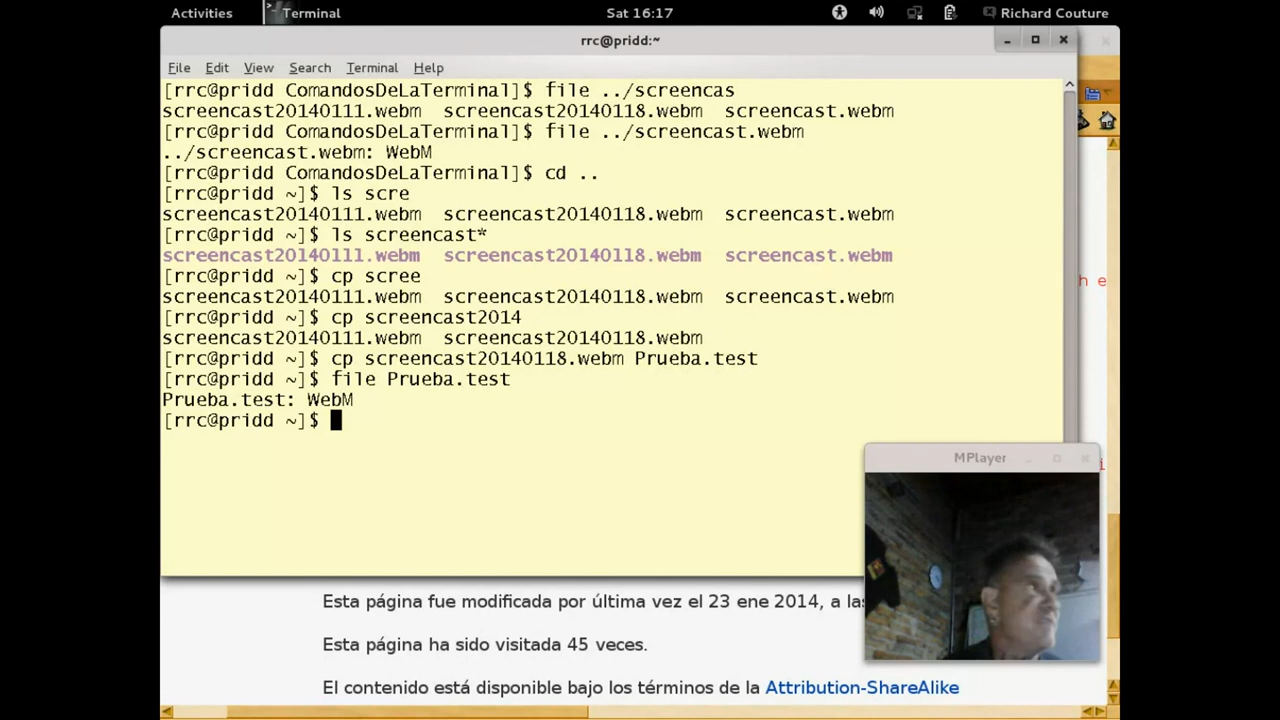 Activities Terminal Sat 16:17 Richard Couture
rrc@pridd:~
File Edit View Search Terminal Help
[rrc@pridd ComandosDeLaTerminal]$ file ../screencas
screencast20140111.webm screencast20140118.webm screencast.webm
[rrc@pridd ComandosDeLaTerminal]$ file ../screencast.webm
../screencast.webm: WebM
[rrc@pridd ComandosDeLaTerminal]$ cd ..
[rrc@pridd ~]$ ls scre
screencast20140111.webm screencast20140118.webm screencast.webm
[rrc@pridd ~]$ ls screencast*
screencast20140111.webm screencast20140118.webm screencast.webm
[rrc@pridd ~]$ cp scree
screencast20140111.webm screencast20140118.webm screencast.webm
[rrc@pridd ~]$ cp screencast2014
screencast20140111.webm screencast20140118.webm
[rrc@pridd ~]$ cp screencast20140118.webm Prueba.test
[rrc@pridd ~]$ file Prueba.test
Prueba.test: WebM
[rrc@pridd ~]$
h e
MPlayer
Esta página fue modificada por última vez el 23 ene 2014, a las
Esta página ha sido visitada 45 veces.
El contenido está disponible bajo los términos de la Attribution-ShareAlike